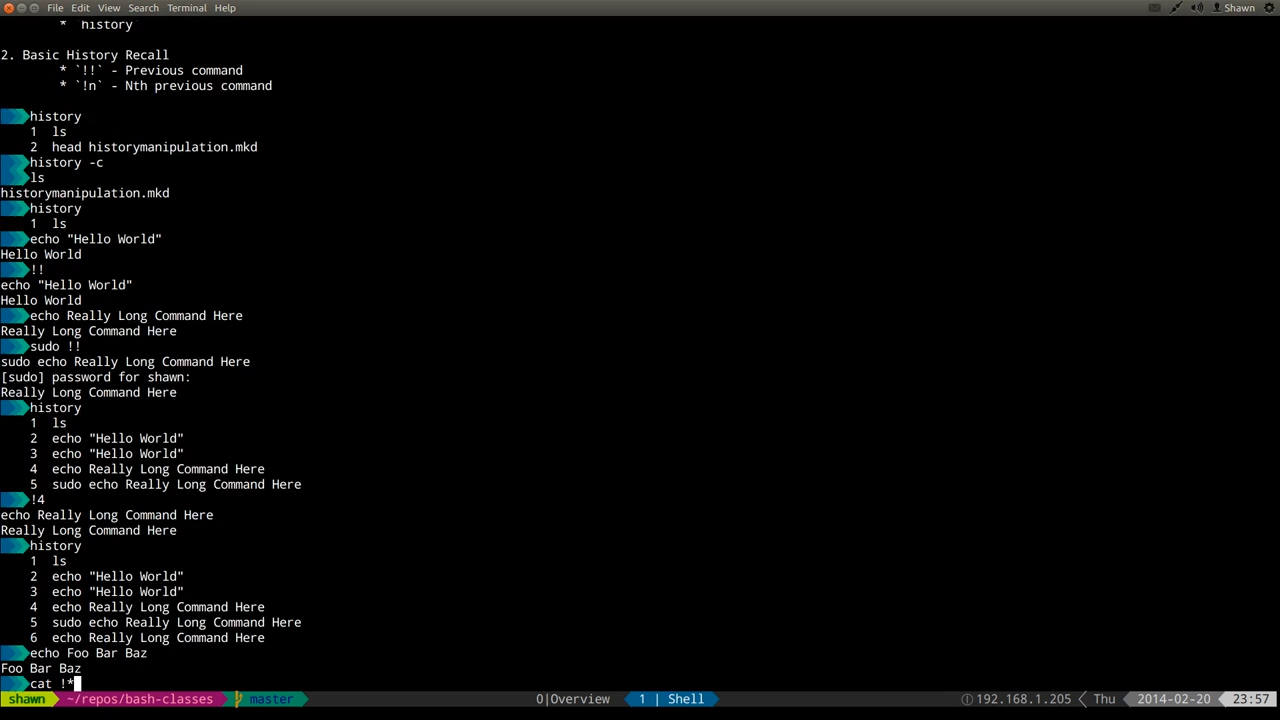 File Edit View Search Terminal Help Shawn
* history
2. Basic History Recall
* `!!` - Previous command
* `!n` - Nth previous command
history
1 ls
2 head historymanipulation.mkd
history -c
ls
historymanipulation.mkd
history
1 ls
echo "Hello World"
Hello World
!!
echo "Hello World"
Hello World
echo Really Long Command Here
Really Long Command Here
sudo !!
sudo echo Really Long Command Here
[sudo] password for shawn:
Really Long Command Here
history
1 ls
2 echo "Hello World"
3 echo "Hello World"
4 echo Really Long Command Here
5 sudo echo Really Long Command Here
!4
echo Really Long Command Here
Really Long Command Here
history
1 ls
2 echo "Hello World"
3 echo "Hello World"
4 echo Really Long Command Here
5 sudo echo Really Long Command Here
6 echo Really Long Command Here
echo Foo Bar Baz
Foo Bar Baz
cat !*
shawn ~/repos/bash-classes master 0|Overview 1 | Shell 192.168.1.205 Thu 2014-02-20 23:57